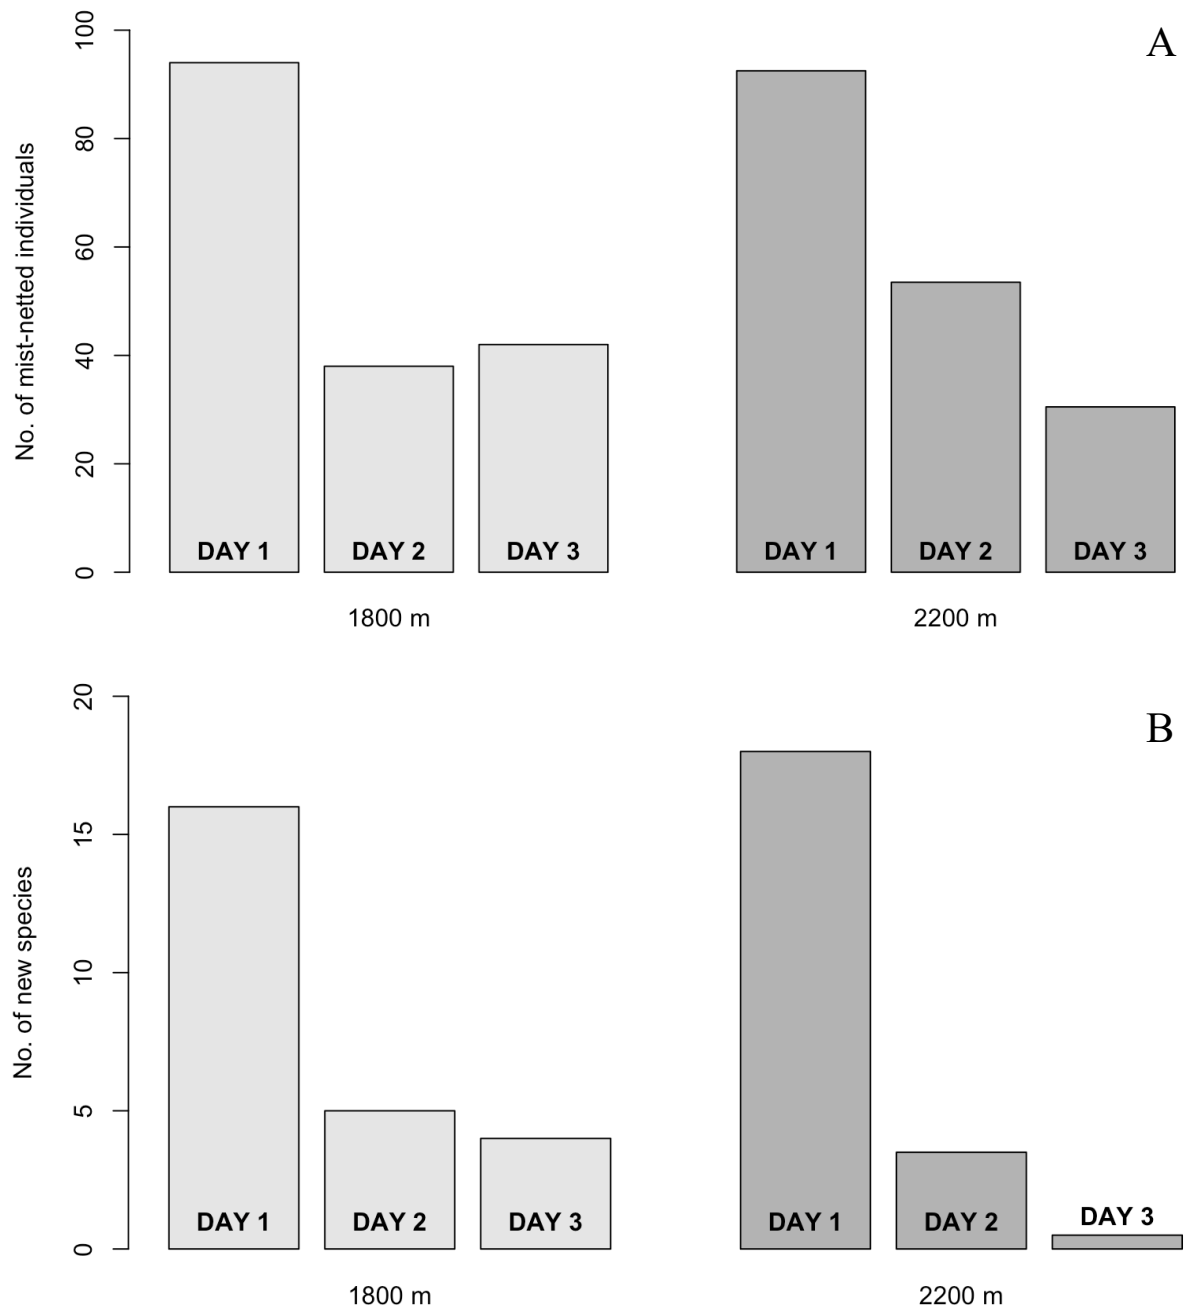 A
No. of mist-netted individuals
100
80
60
40
20
0
DAY 1 DAY 2 DAY 3 DAY 1 DAY 2 DAY 3
1800 m 2200 m
B
No. of new species
20
15
10
5
0
DAY 1 DAY 2 DAY 3 DAY 1 DAY 2 DAY 3
1800 m 2200 m